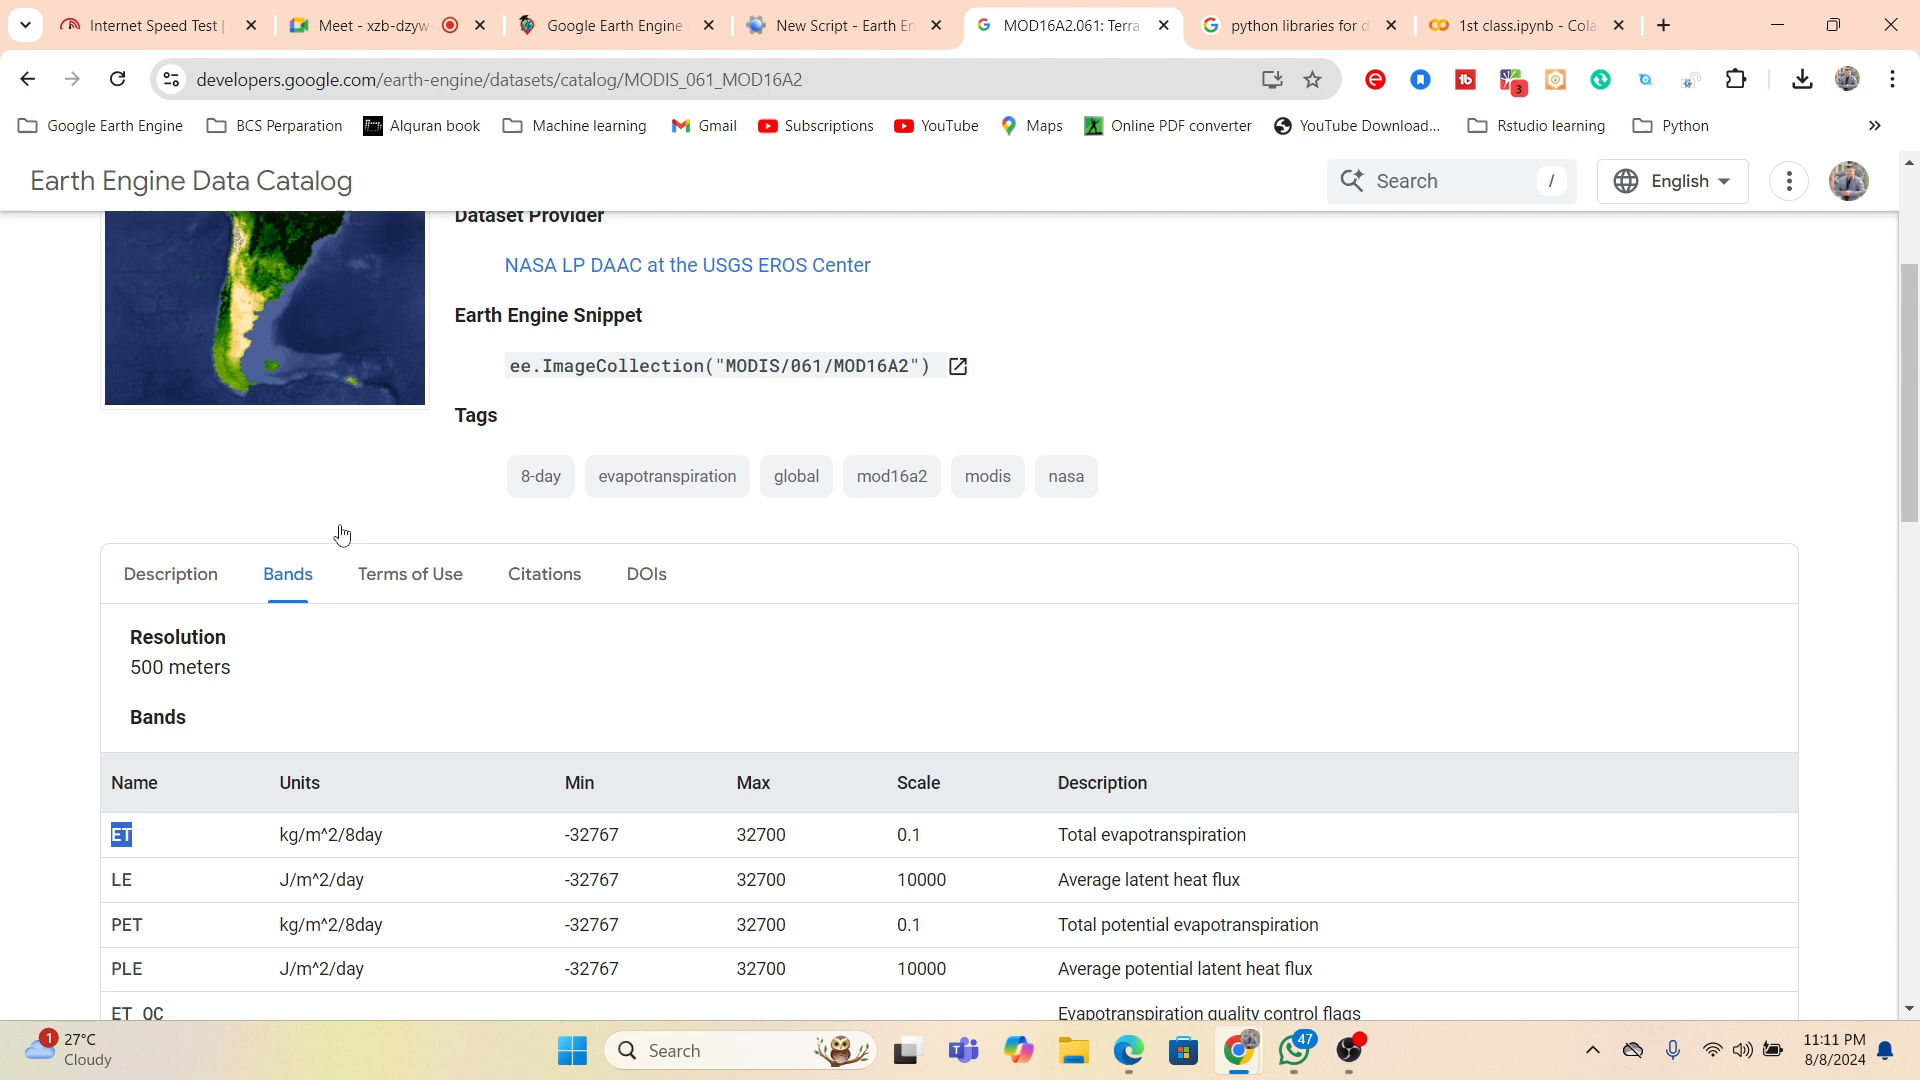 Internet Speed Test |
Meet - xzb-dzyw-
Google Earth Engine
New Script - Earth En
MOD16A2.061: Terra
python libraries for d
1st class.ipynb - Cola
developers.google.com/earth-engine/datasets/catalog/MODIS_061_MOD16A2
3
Google Earth Engine
BCS Perparation
Alquran book
Machine learning
Gmail
Subscriptions
YouTube
Maps
Online PDF converter
YouTube Download...
Rstudio learning
Python
»
Earth Engine Data Catalog
Search
/
English
Dataset Provider
NASA LP DAAC at the USGS EROS Center
Earth Engine Snippet
ee.ImageCollection("MODIS/061/MOD16A2")
Tags
8-day evapotranspiration global mod16a2 modis nasa
Description Bands Terms of Use Citations DOIs
Resolution
500 meters
Bands
Name Units Min Max Scale Description
ET kg/m^2/8day -32767 32700 0.1 Total evapotranspiration
LE J/m^2/day -32767 32700 10000 Average latent heat flux
PET kg/m^2/8day -32767 32700 0.1 Total potential evapotranspiration
PLE J/m^2/day -32767 32700 10000 Average potential latent heat flux
ET_QC Evapotranspiration quality control flags
1
27°C
Cloudy
Search
47
11:11 PM
8/8/2024